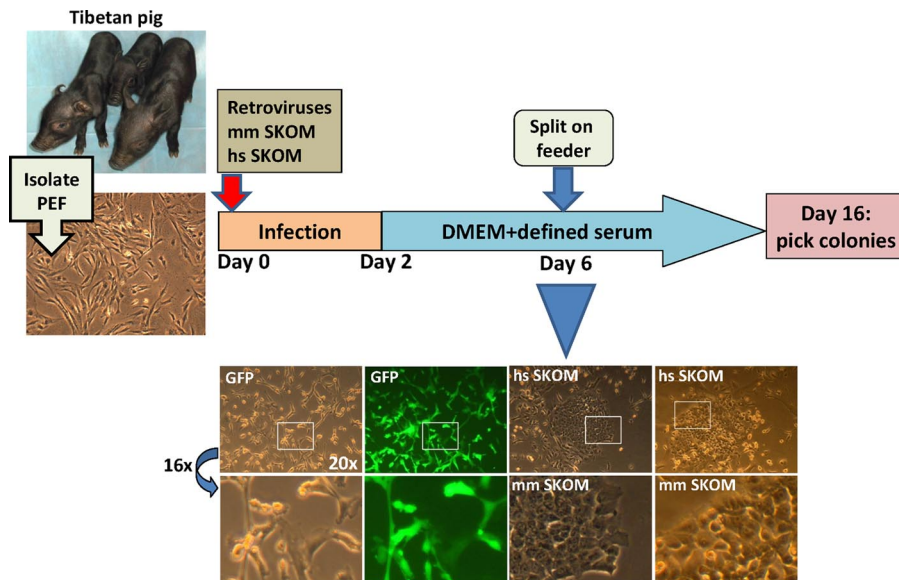 Tibetan pig
Isolate
PEF
Retroviruses
mm SKOM
hs SKOM
Split on
feeder
Infection
DMEM+defined serum
Day 16:
pick colonies
Day 0
Day 2
Day 6
GFP
GFP
hs SKOM
hs SKOM
20x
16x
mm SKOM
mm SKOM